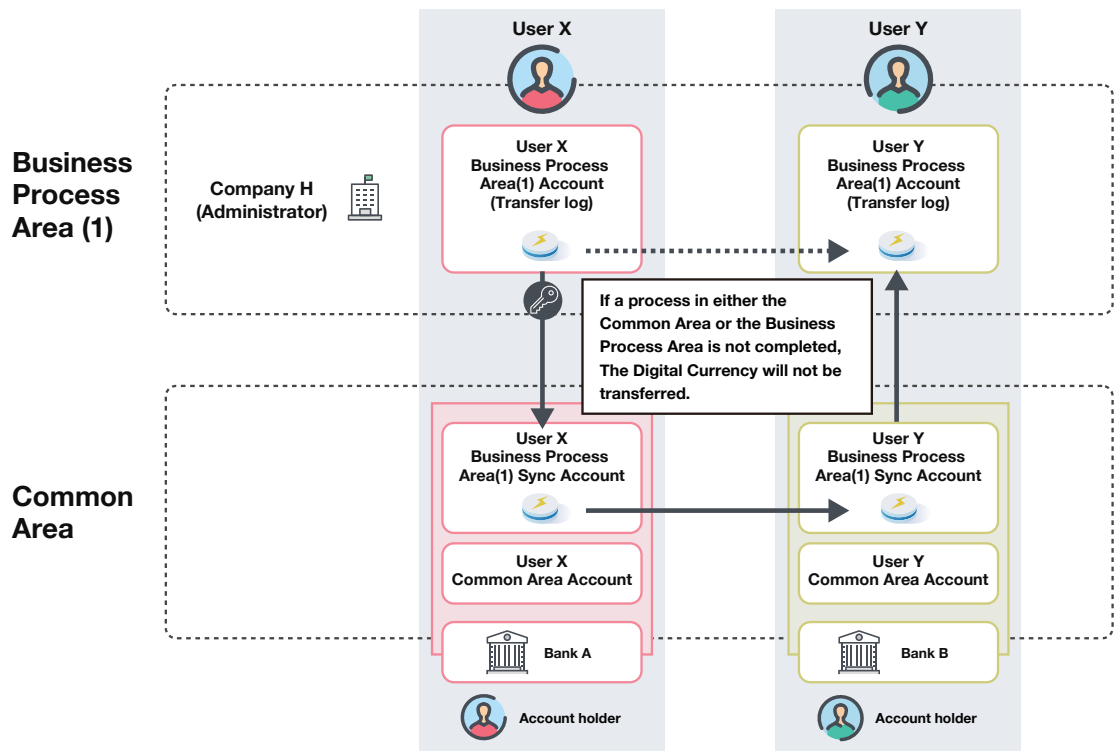 User X
User Y
Business
Process
Area (1)
Company H
(Administrator)
User X
Business Process
Area(1) Account
(Transfer log)
User Y
Business Process
Area(1) Account
(Transfer log)
If a process in either the
Common Area or the Business
Process Area is not completed,
The Digital Currency will not be
transferred.
Common
Area
User X
Business Process
Area(1) Sync Account
User Y
Business Process
Area(1) Sync Account
User X
Common Area Account
User Y
Common Area Account
Bank A
Bank B
Account holder
Account holder